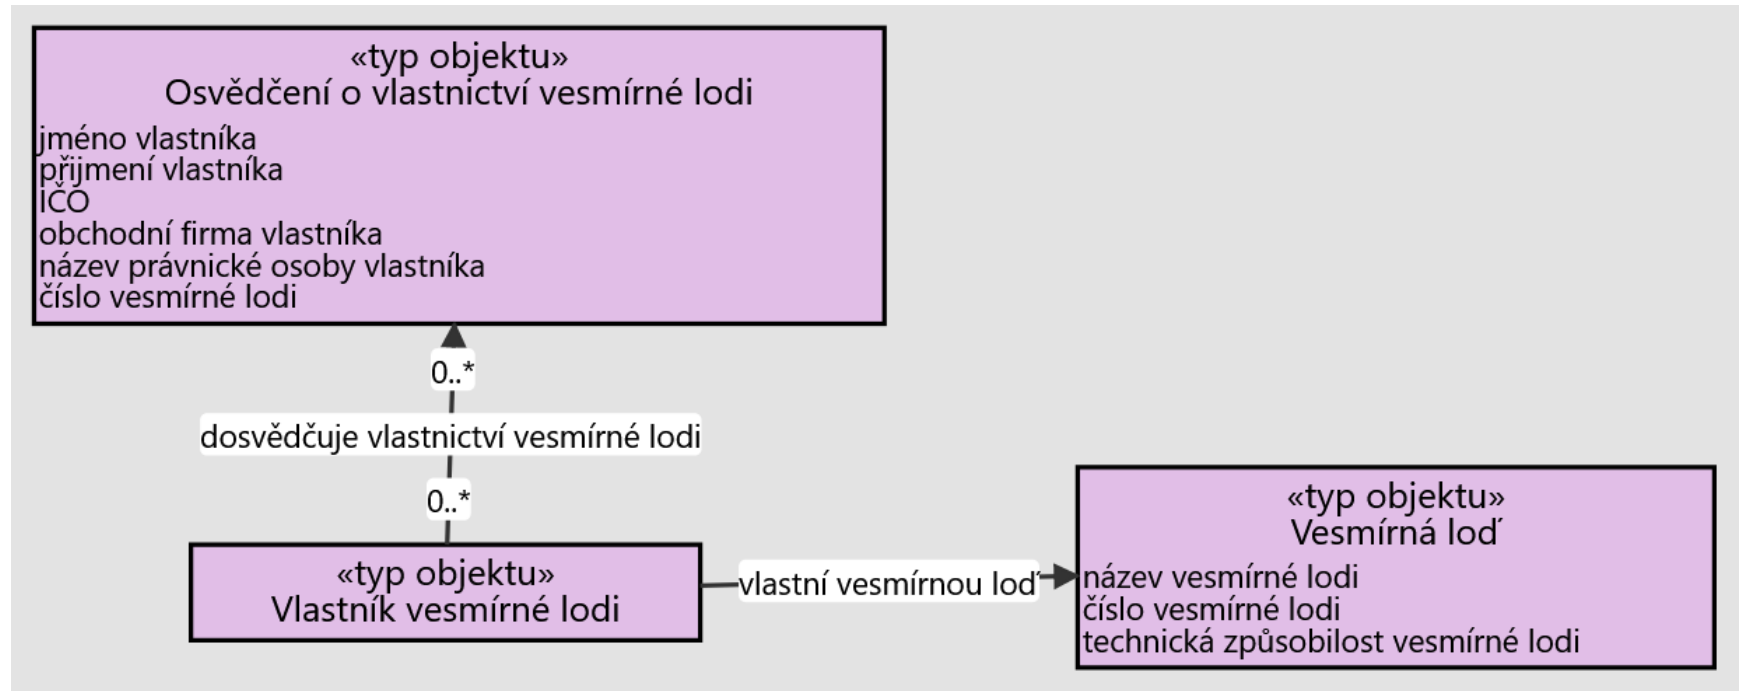 «typ objektu»
Osvědčení o vlastnictví vesmírné lodi
jméno vlastníka
přijmení vlastníka
IČO
obchodní firma vlastníka
název právnické osoby vlastníka
číslo vesmírné lodi
0..*
dosvědčuje vlastnictví vesmírné lodi
0..*
«typ objektu»
Vlastník vesmírné lodi
vlastní vesmírnou loď
«typ objektu»
Vesmírná loď
název vesmírné lodi
číslo vesmírné lodi
technická způsobilost vesmírné lodi